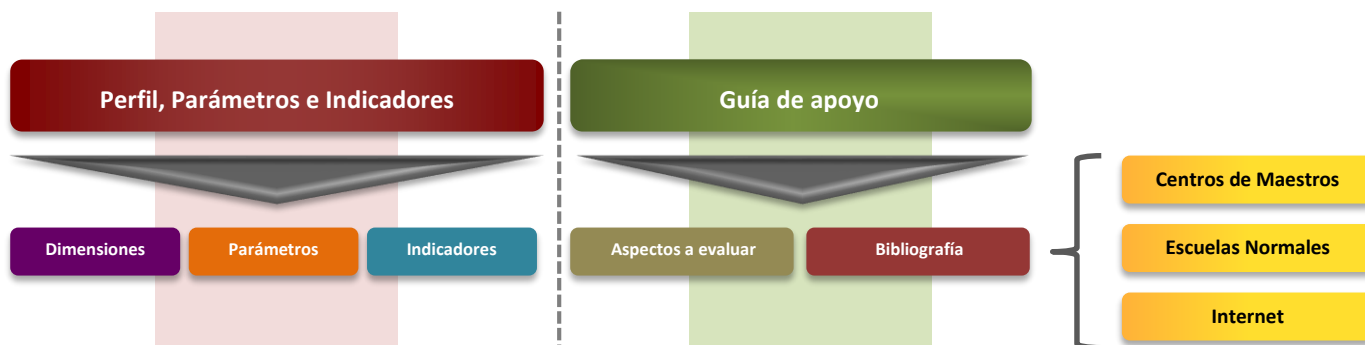 Perfil, Parámetros e Indicadores
Guía de apoyo
Dimensiones
Parámetros
Indicadores
Aspectos a evaluar
Bibliografía
Centros de Maestros
Escuelas Normales
Internet